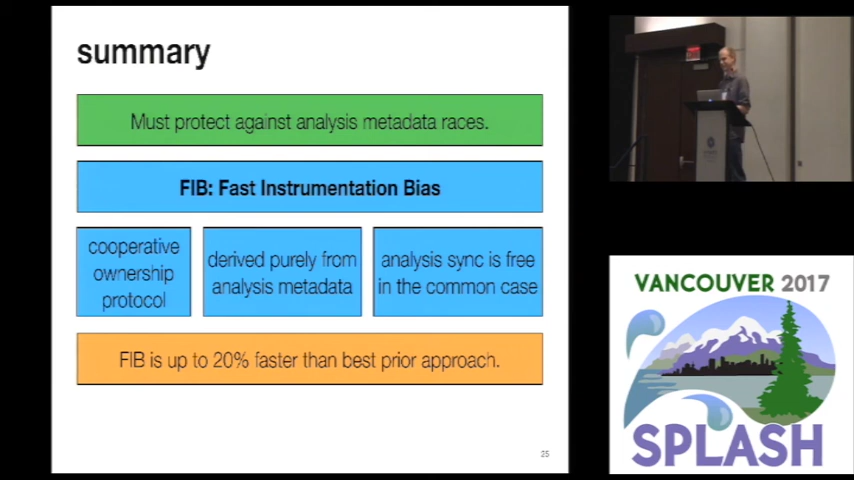 summary
Must protect against analysis metadata races.
FIB: Fast Instrumentation Bias
cooperative
ownership
protocol
derived purely from
analysis metadata
analysis sync is free
in the common case
FIB is up to 20% faster than best prior approach.
25
VANCOUVER 2017
SPLASH